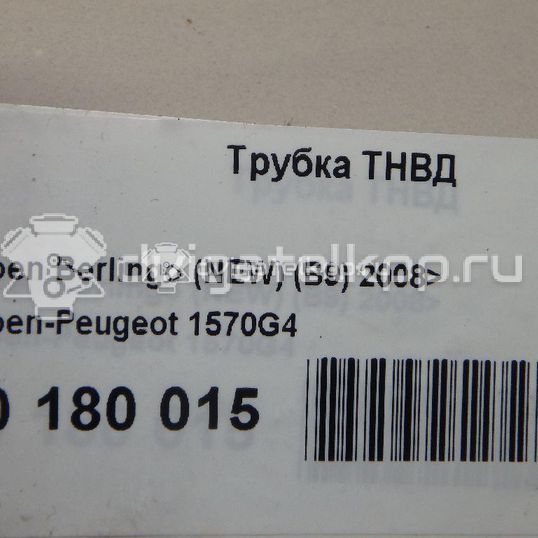 Трубка ТНВД
oen Berlingo (NEW) (B9) 2008>
oen-Peugeot 1570G4
0 180 015